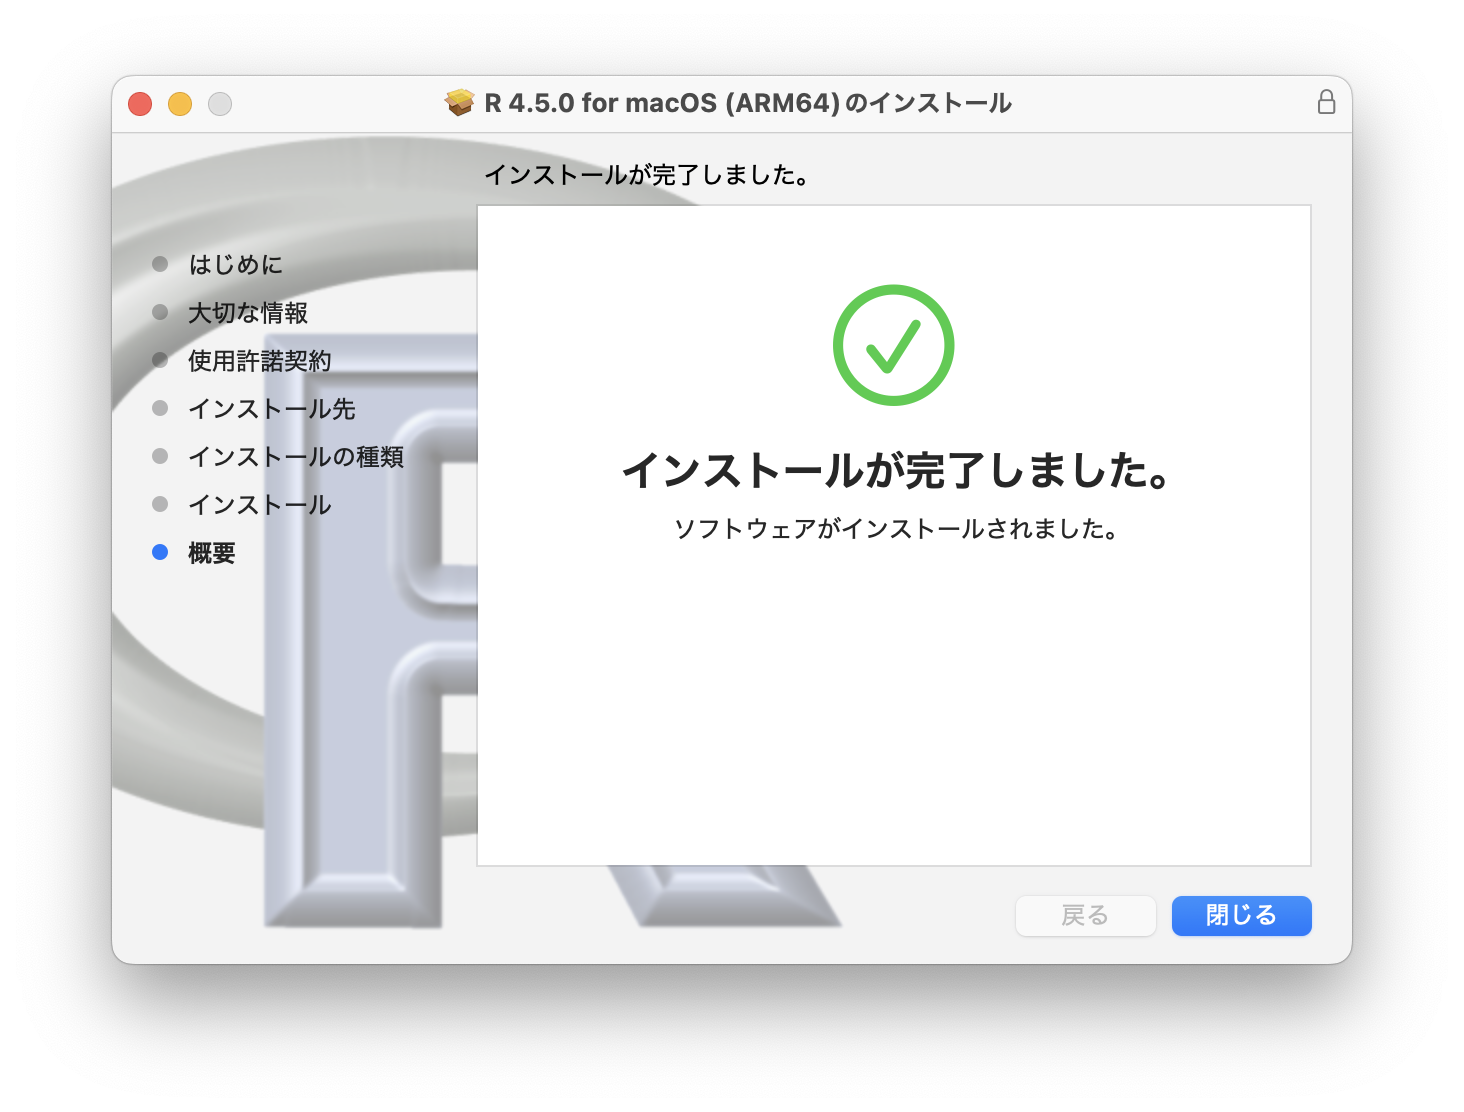 R 4.5.0 for macOS (ARM64)のインストール
インストールが完了しました。
はじめに
大切な情報
使用許諾契約
インストール先
インストールの種類
インストール
概要
インストールが完了しました。
ソフトウェアがインストールされました。
戻る
閉じる